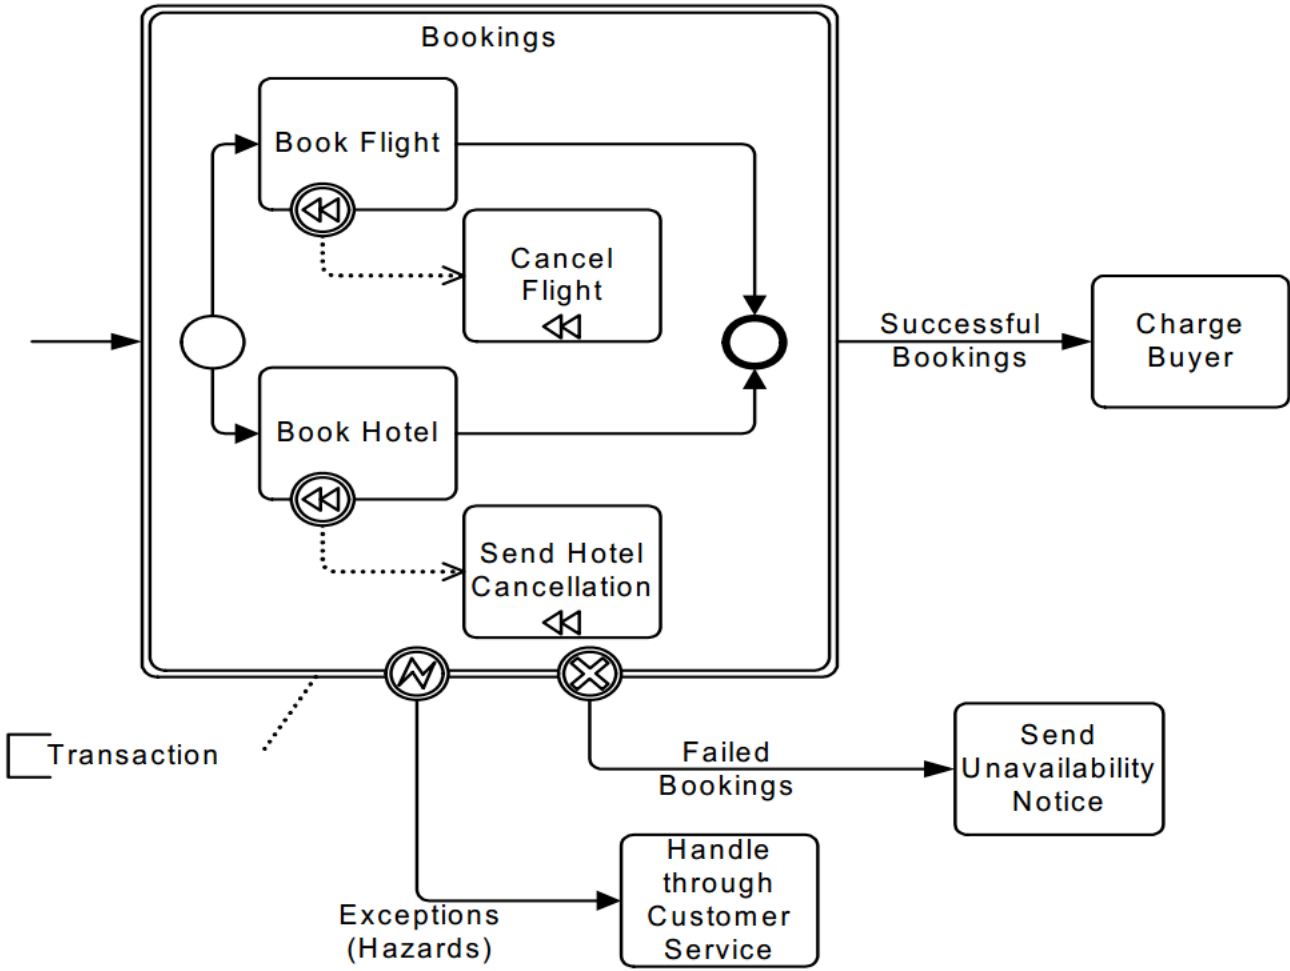 Bookings
Book Flight
Cancel
Flight
Successful
Bookings
Charge
Buyer
Book Hotel
Send Hotel
Cancellation
Transaction
Failed
Bookings
Send
Unavailability
Notice
Exceptions
(Hazards)
Handle
through
Customer
Service